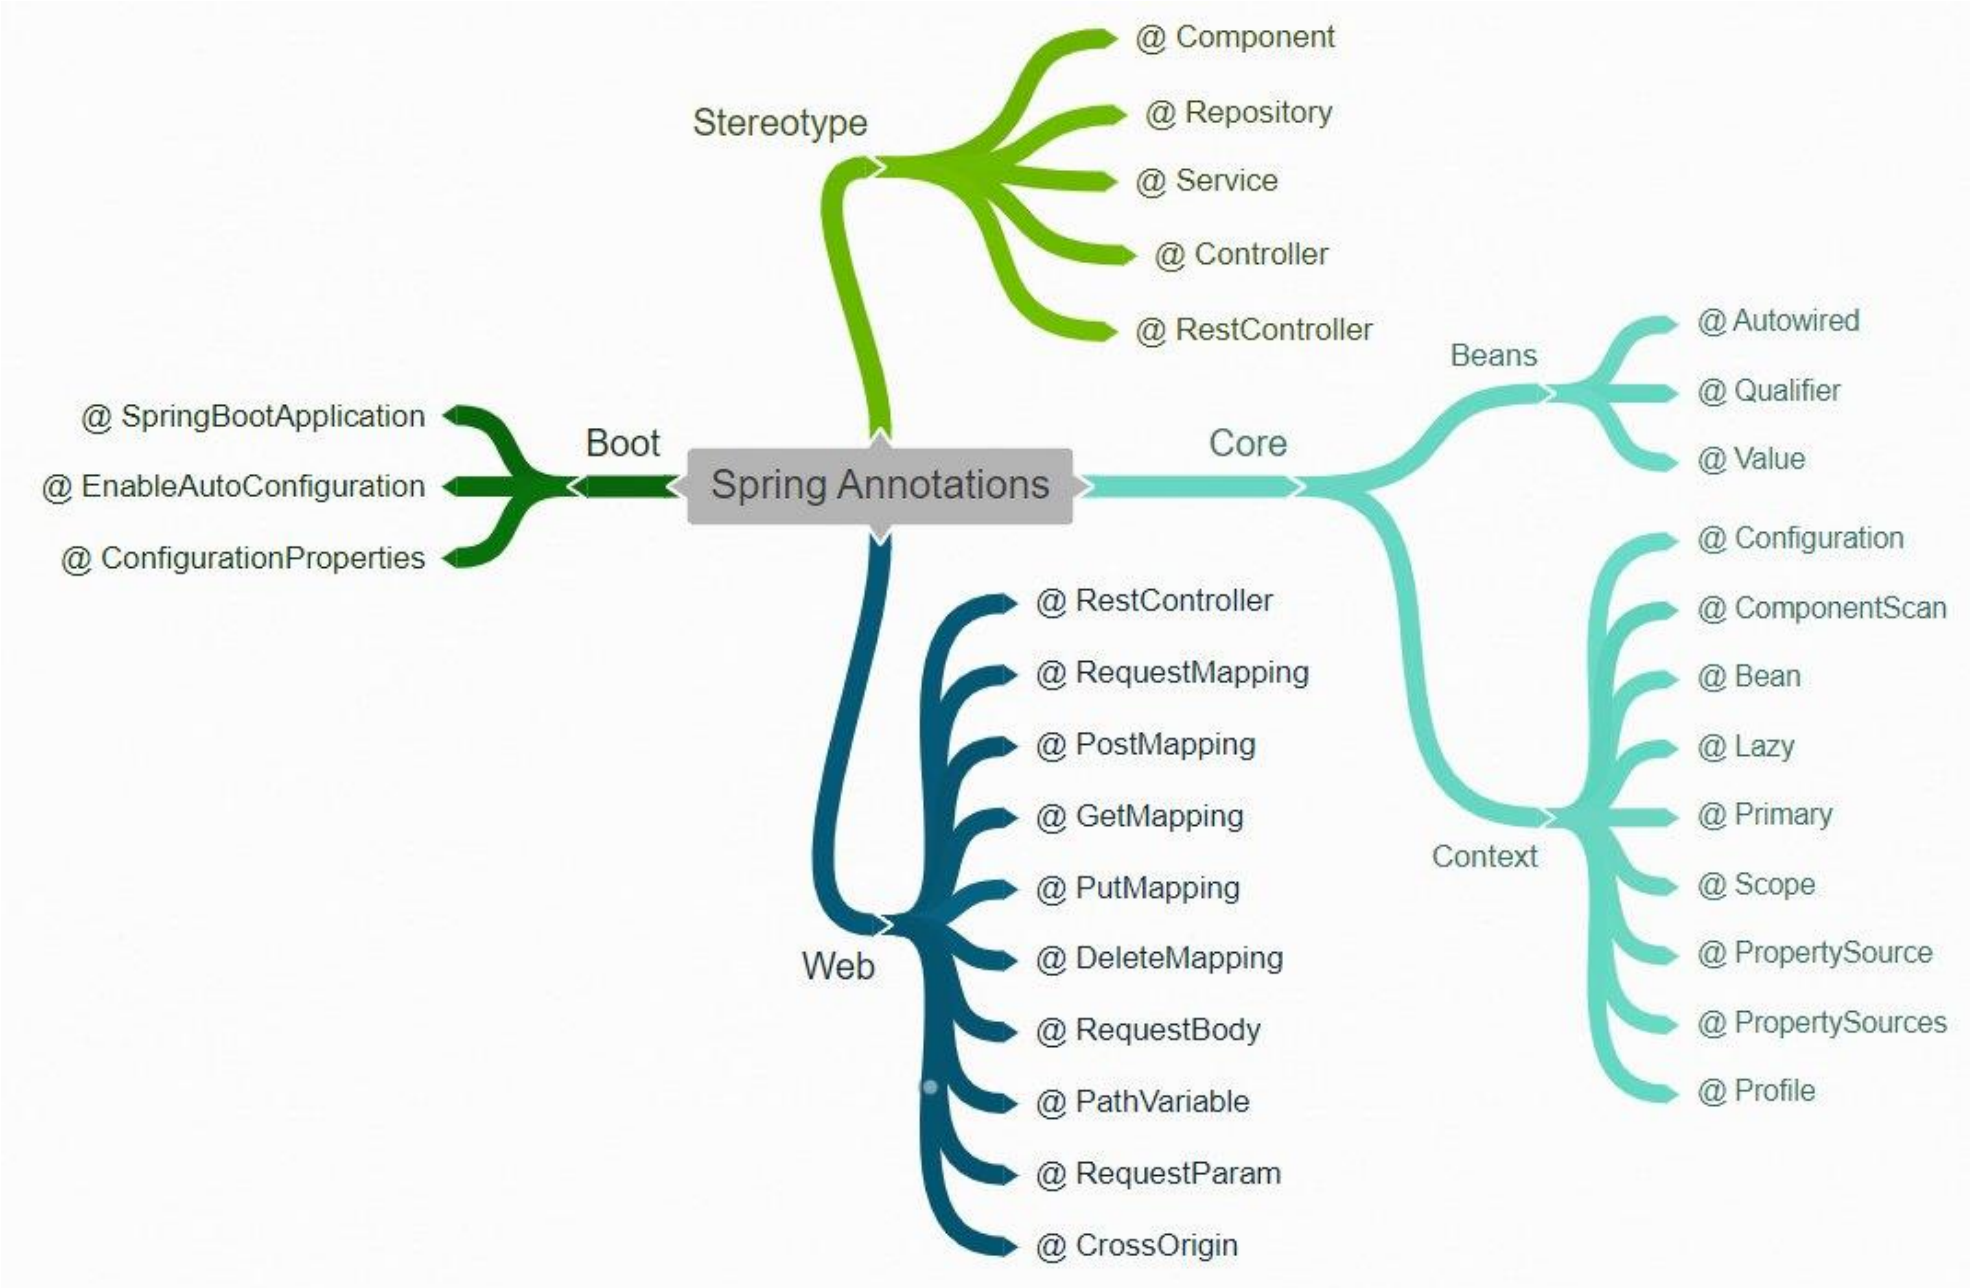 Stereotype
@ Component
@ Repository
@ Service
@ Controller
@ RestController
Boot
@ SpringBootApplication
@ EnableAutoConfiguration
@ ConfigurationProperties
Spring Annotations
Core
Beans
@ Autowired
@ Qualifier
@ Value
Context
@ Configuration
@ ComponentScan
@ Bean
@ Lazy
@ Primary
@ Scope
@ PropertySource
@ PropertySources
@ Profile
Web
@ RestController
@ RequestMapping
@ PostMapping
@ GetMapping
@ PutMapping
@ DeleteMapping
@ RequestBody
@ PathVariable
@ RequestParam
@ CrossOrigin